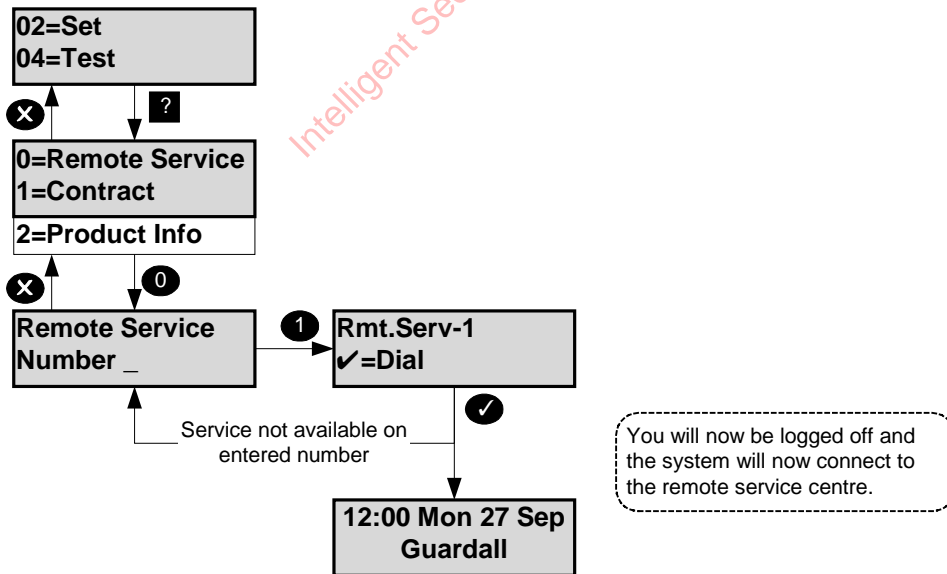 02=Set
04=Test
Intelligent
?
0=Remote Service
1=Contract
2=Product Info
0
Remote Service
Number _
1
Rmt.Serv-1
✔=Dial
✓
Service not available on
entered number
You will now be logged off and
the system will now connect to
the remote service centre.
12:00 Mon 27 Sep
Guardall